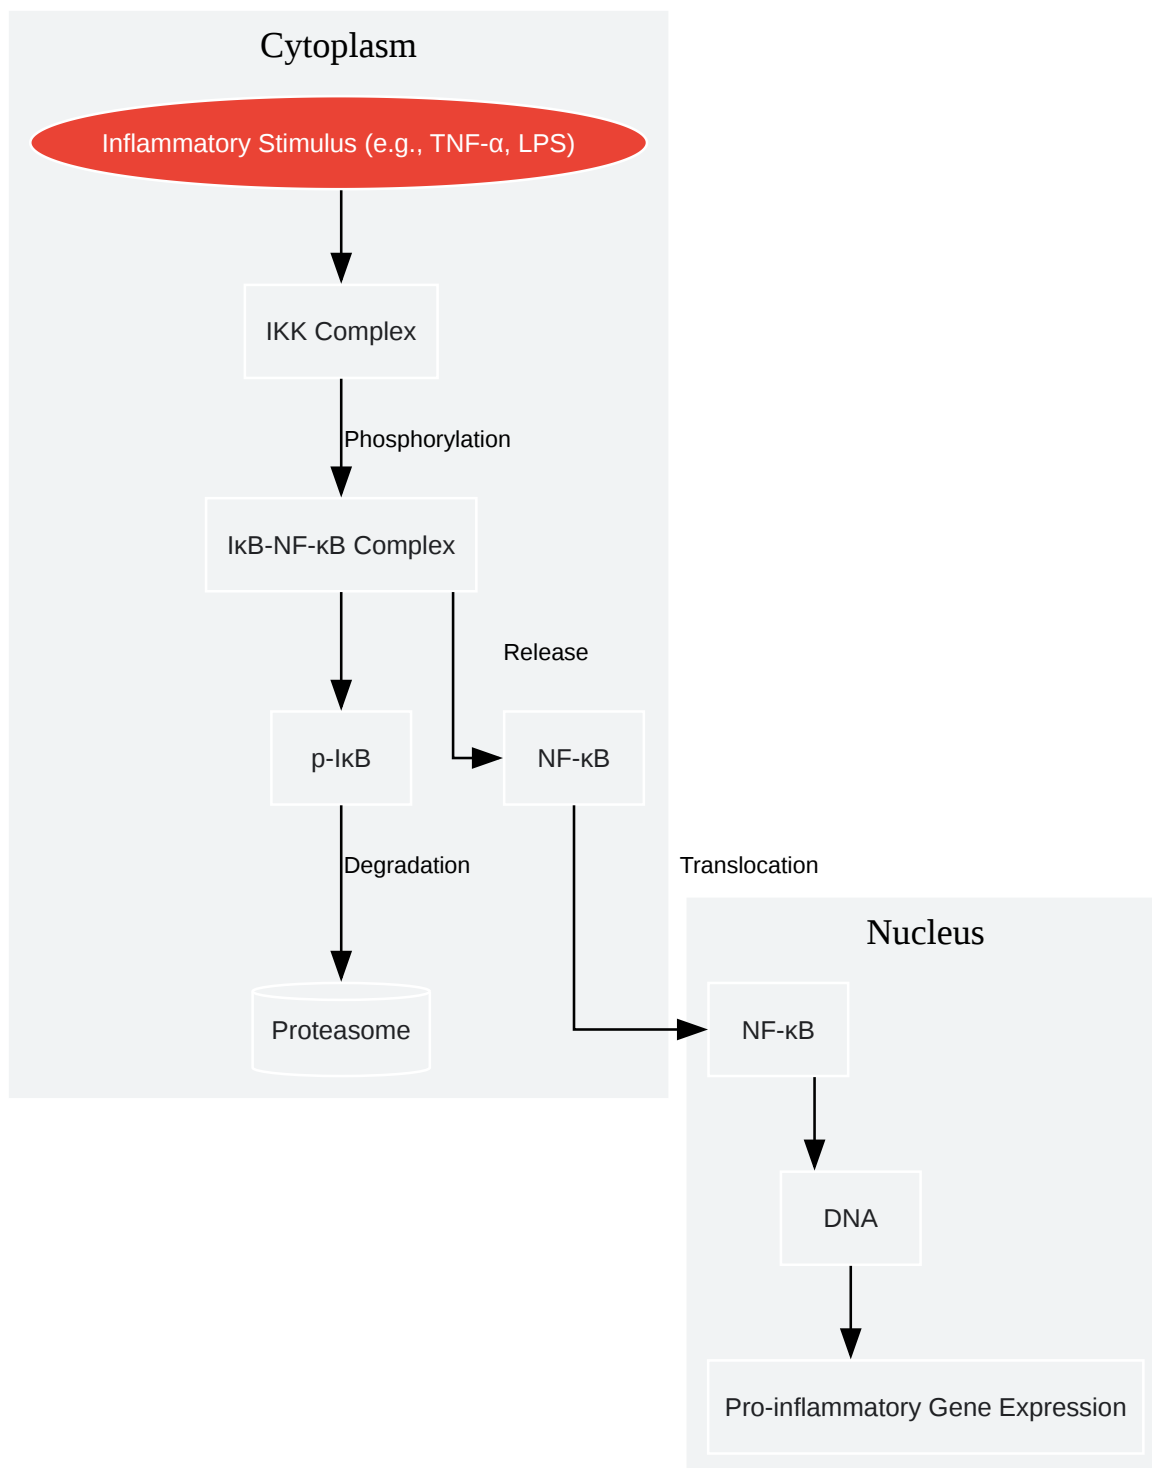 Cytoplasm
Inflammatory Stimulus (e.g., TNF-α, LPS)
IKK Complex
Phosphorylation
IκB-NF-κB Complex
Release
p-IκB
NF-κB
Degradation
Translocation
Nucleus
Proteasome
NF-κB
DNA
Pro-inflammatory Gene Expression